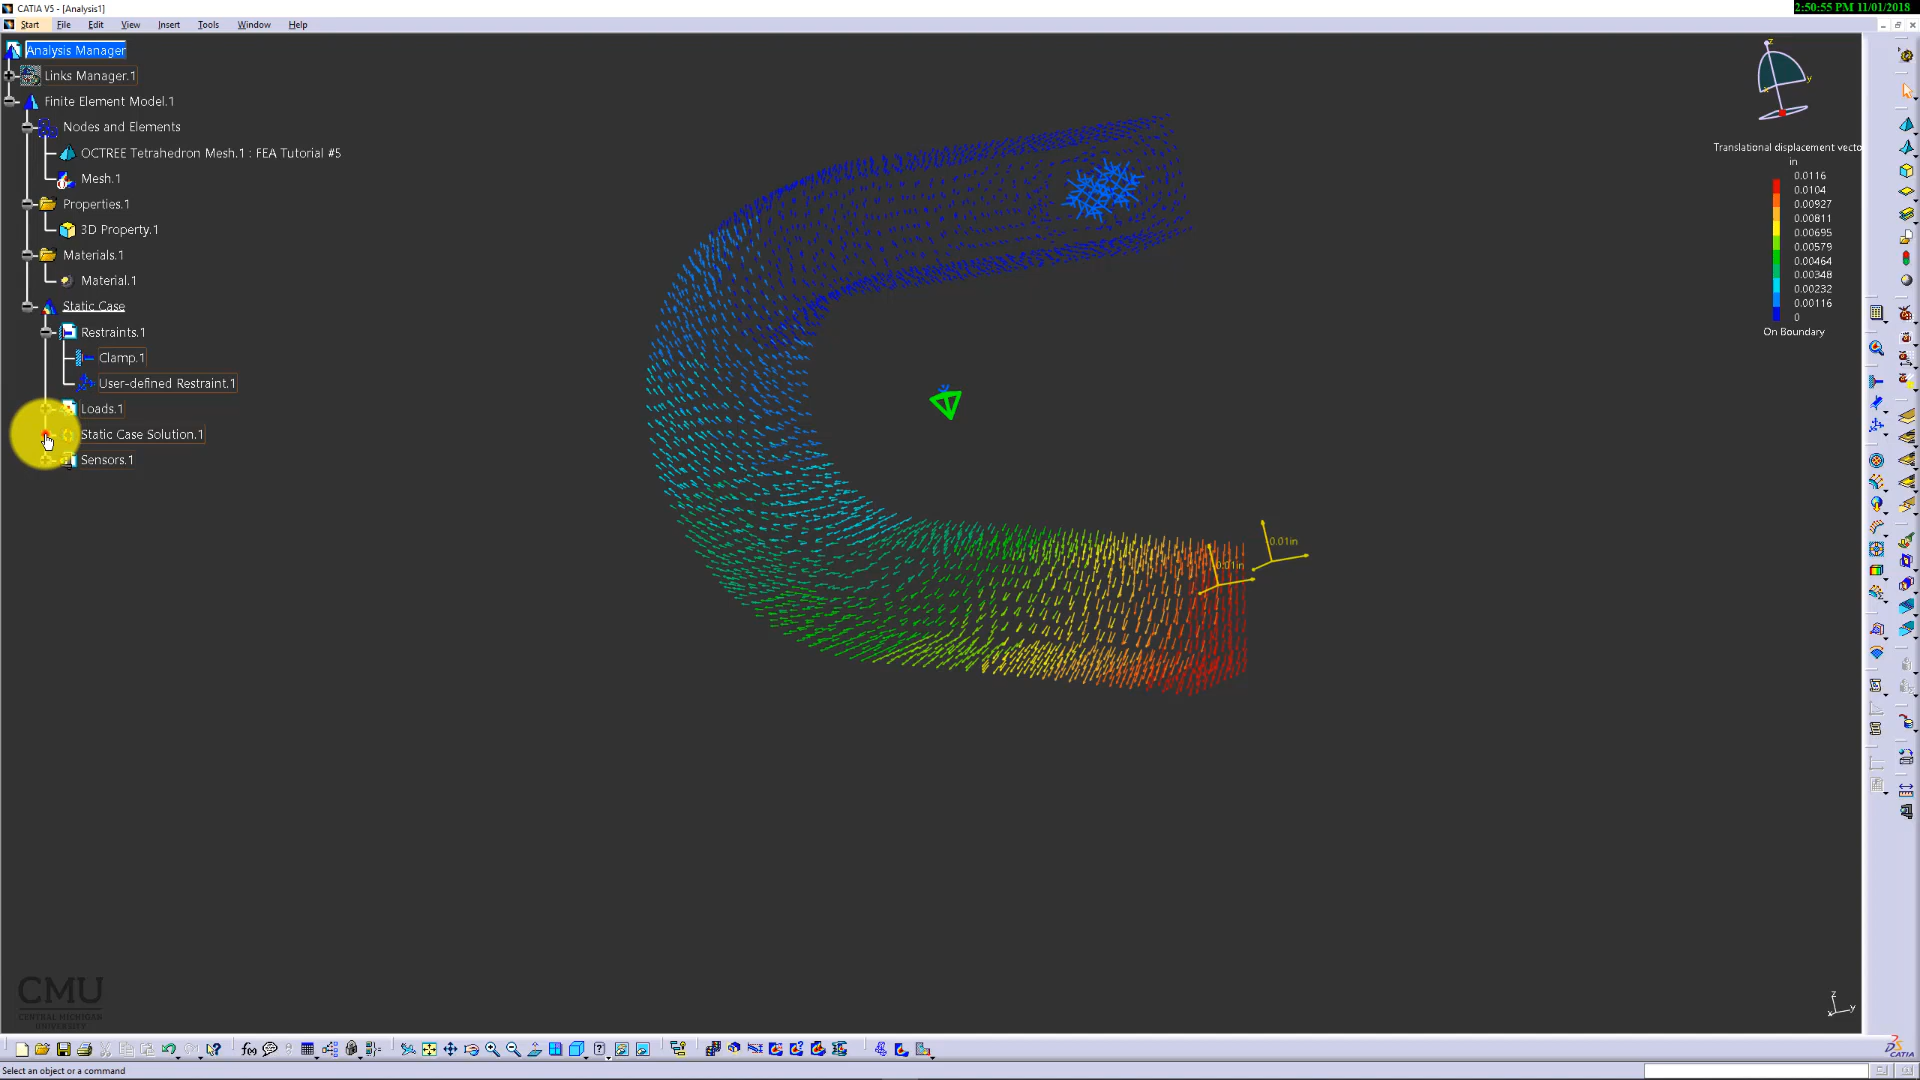 CATIA V5 - [Analysis1]
2:50:55 PM 11/01/2018
Start File Edit View Insert Tools Window Help
Analysis Manager
Links Manager.1
Finite Element Model.1
Nodes and Elements
OCTREE Tetrahedron Mesh.1 : FEA Tutorial #5
Mesh.1
Properties.1
3D Property.1
Materials.1
Material.1
Static Case
Restraints.1
Clamp.1
User-defined Restraint.1
Loads.1
Static Case Solution.1
Sensors.1
z
y
x
Translational displacement vecto
in
0.0116
0.0104
0.00927
0.00811
0.00695
0.00579
0.00464
0.00348
0.00232
0.00116
0
On Boundary
0.01in
0.01in
CMU
CENTRAL MICHIGAN
UNIVERSITY
z
y
x
f(x)
CATIA
Select an object or a command